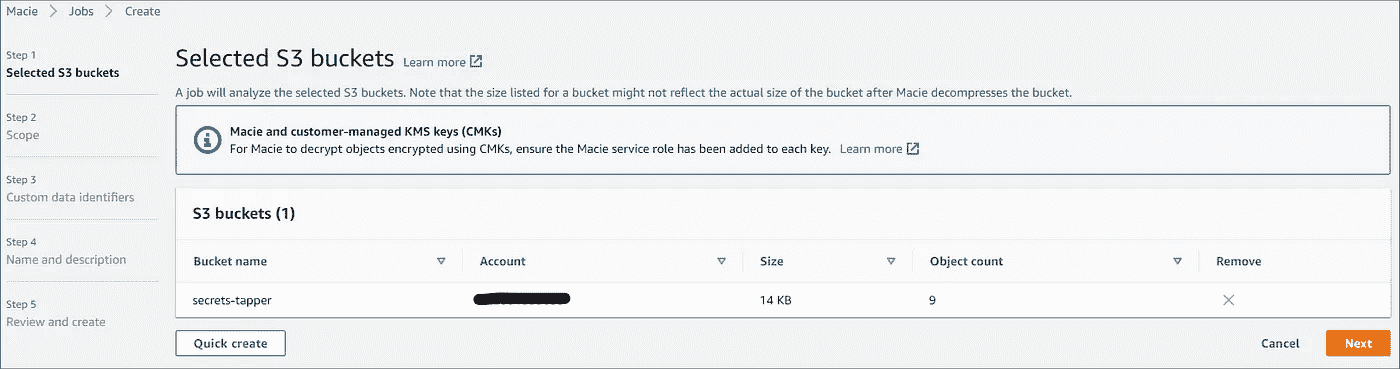 Macie > Jobs > Create
Step 1
Selected S3 buckets
Step 2
Scope
Step 3
Custom data identifiers
Step 4
Name and description
Step 5
Review and create
Selected S3 buckets Learn more
A job will analyze the selected S3 buckets. Note that the size listed for a bucket might not reflect the actual size of the bucket after Macie decompresses the bucket.
Macie and customer-managed KMS keys (CMKs)
For Macie to decrypt objects encrypted using CMKs, ensure the Macie service role has been added to each key. Learn more
S3 buckets (1)
Bucket name Account Size Object count Remove
secrets-tapper 14 KB 9
Quick create Cancel Next